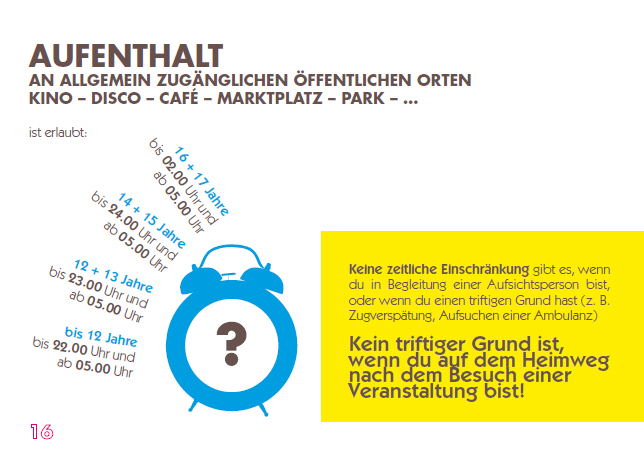 AUFENTHALT
AN ALLGEMEIN ZUGÄNGLICHEN ÖFFENTLICHEN ORTEN
KINO – DISCO – CAFÉ – MARKTPLATZ – PARK – ...
ist erlaubt:
16 + 17 Jahre
bis 02.00 Uhr und
ab 05.00 Uhr
14 + 15 Jahre
bis 24.00 Uhr und
ab 05.00 Uhr
12 + 13 Jahre
bis 23.00 Uhr und
ab 05.00 Uhr
bis 12 Jahre
bis 22.00 Uhr und
ab 05.00 Uhr
?
Keine zeitliche Einschränkung gibt es, wenn
du in Begleitung einer Aufsichtsperson bist,
oder wenn du einen triftigen Grund hast (z. B.
Zugverspätung, Aufsuchen einer Ambulanz)
Kein triftiger Grund ist,
wenn du auf dem Heimweg
nach dem Besuch einer
Veranstaltung bist!
16